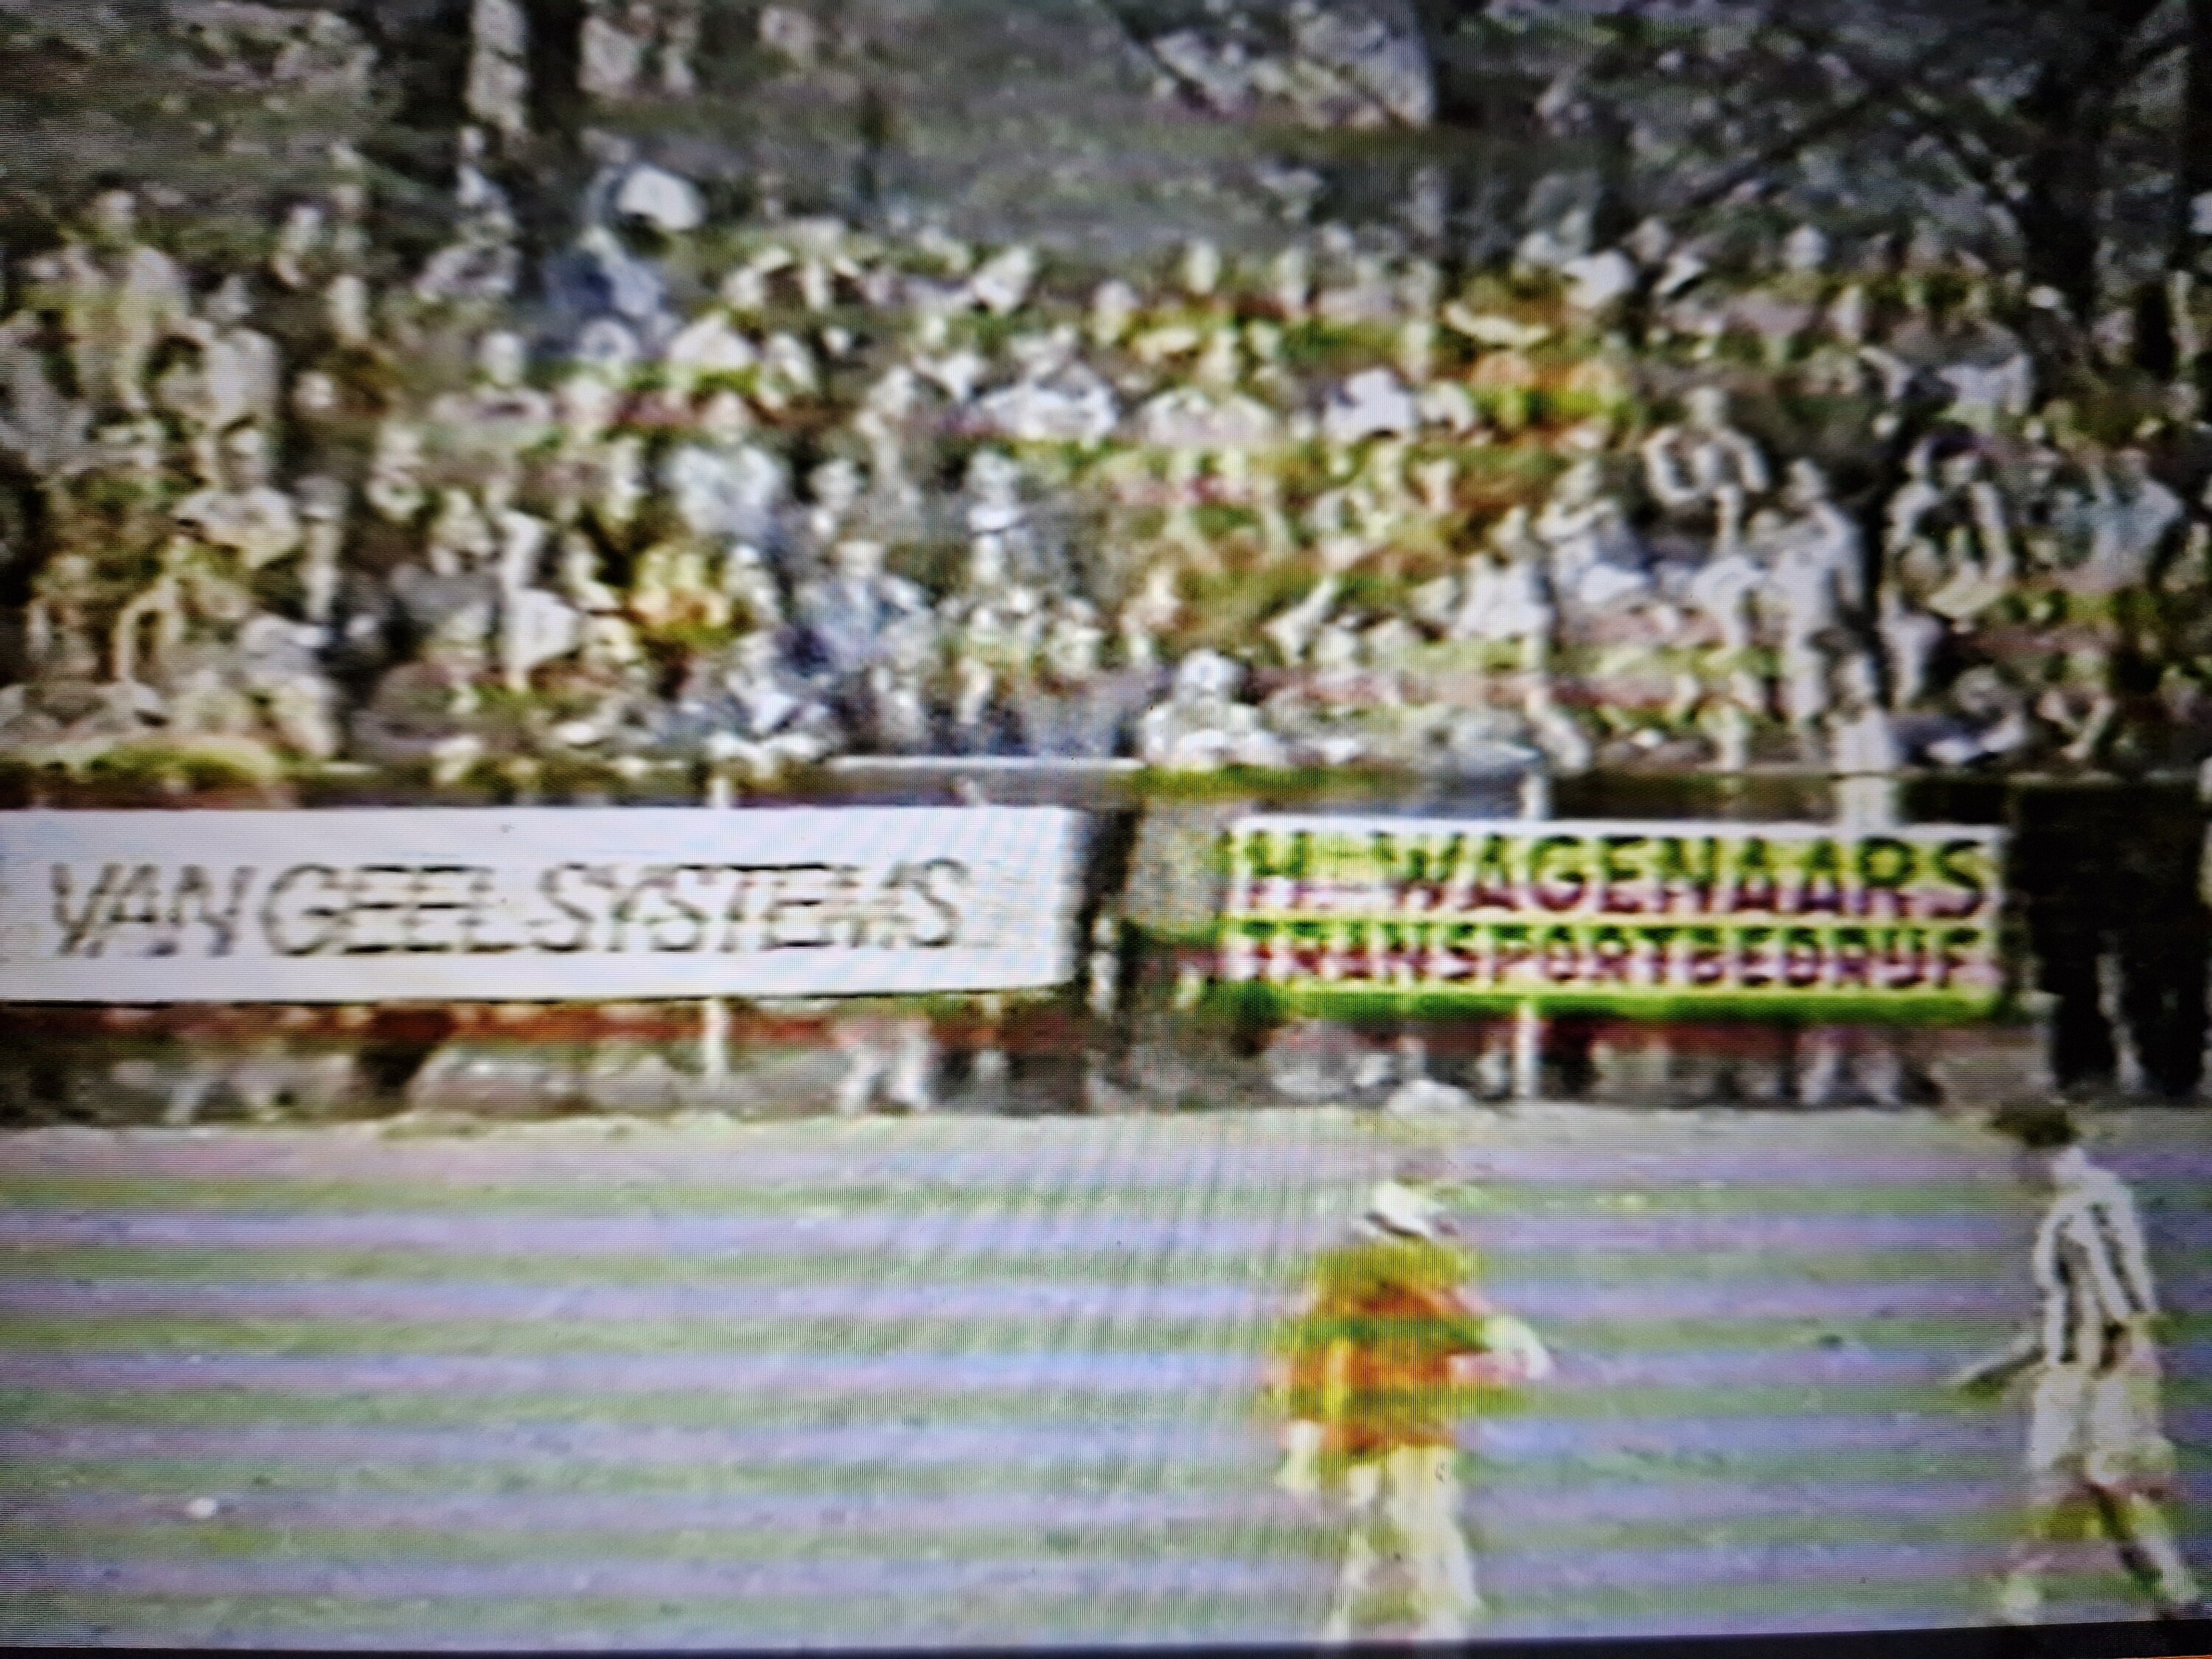 VAN GEEL SYSTEMS
H. WAGENAARS
TRANSPORTBEDRIJF